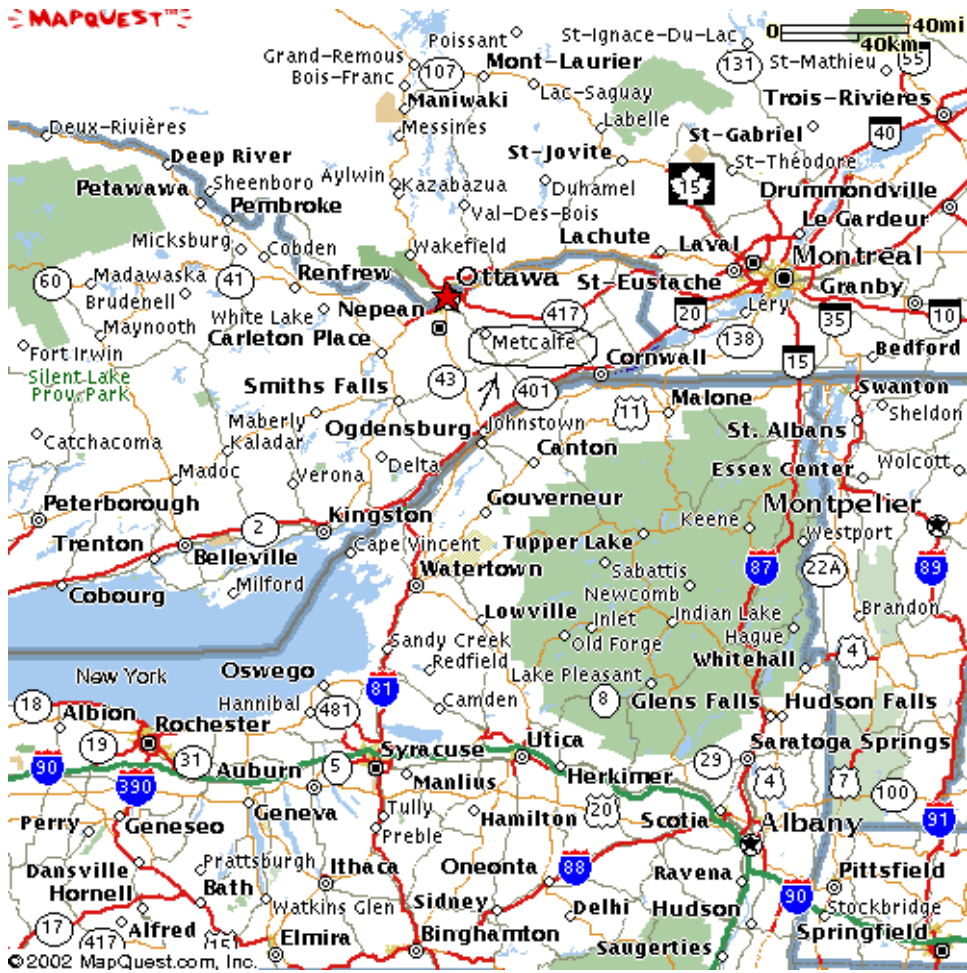 MAPQUEST™
0 40mi
40km
Poissant
St-Ignace-Du-Lac
55
Grand-Remous
Bois-Franc
107
Mont-Laurier
131
St-Mathieu
Maniwaki
Lac-Saguay
Trois-Rivières
Deux-Rivières
Messines
Labelle
St-Gabriel
40
Deep River
St-Jovite
St-Théodore
Petawawa
Sheenboro
Aylwin
Kazabazua
Duhamel
15
Drummondville
Pembroke
Val-Des-Bois
Le Gardeur
Micksburg
Cobden
Wakefield
Lachute
Laval
Montréal
60
Madawaska
41
Renfrew
Ottawa
St-Eustache
Granby
Brudenell
White Lake
Nepean
417
20
Léry
35
10
Maynooth
Carleton Place
Metcalfe
138
Fort Irwin
Cornwall
15
Bedford
Silent Lake
Prov. Park
Smiths Falls
43
401
Swanton
Maberly
11
Malone
Sheldon
Catchacoma
Kaladar
Ogdensburg
Johnstown
St. Albans
Canton
Madoc
Verona
Delta
Essex Center
Wolcott
Peterborough
Gouverneur
Montpelier
2
Kingston
Keene
Trenton
Belleville
Cape Vincent
Tupper Lake
Westport
Cobourg
Milford
Watertown
Sabattis
87
22A
89
Newcomb
Lowville
Inlet
Indian Lake
Brandon
Sandy Creek
Old Forge
Hague
4
New York
Oswego
Redfield
Lake Pleasant
Whitehall
18
Hannibal
81
Camden
8
Glens Falls
Hudson Falls
Albion
481
Rochester
Utica
19
31
Syracuse
29
Saratoga Springs
90
Auburn
5
Manlius
Herkimer
4
7
390
20
100
Geneva
Tully
Hamilton
Scotia
Albany
91
Perry
Geneseo
Preble
Dansville
Prattsburgh
Ithaca
Oneonta
88
Ravena
Pittsfield
Hornell
Bath
Watkins Glen
Sidney
Delhi
Hudson
90
Stockbridge
17
Alfred
Springfield
417
15
Elmira
Binghamton
Saugerties
©2002 MapQuest.com, Inc.